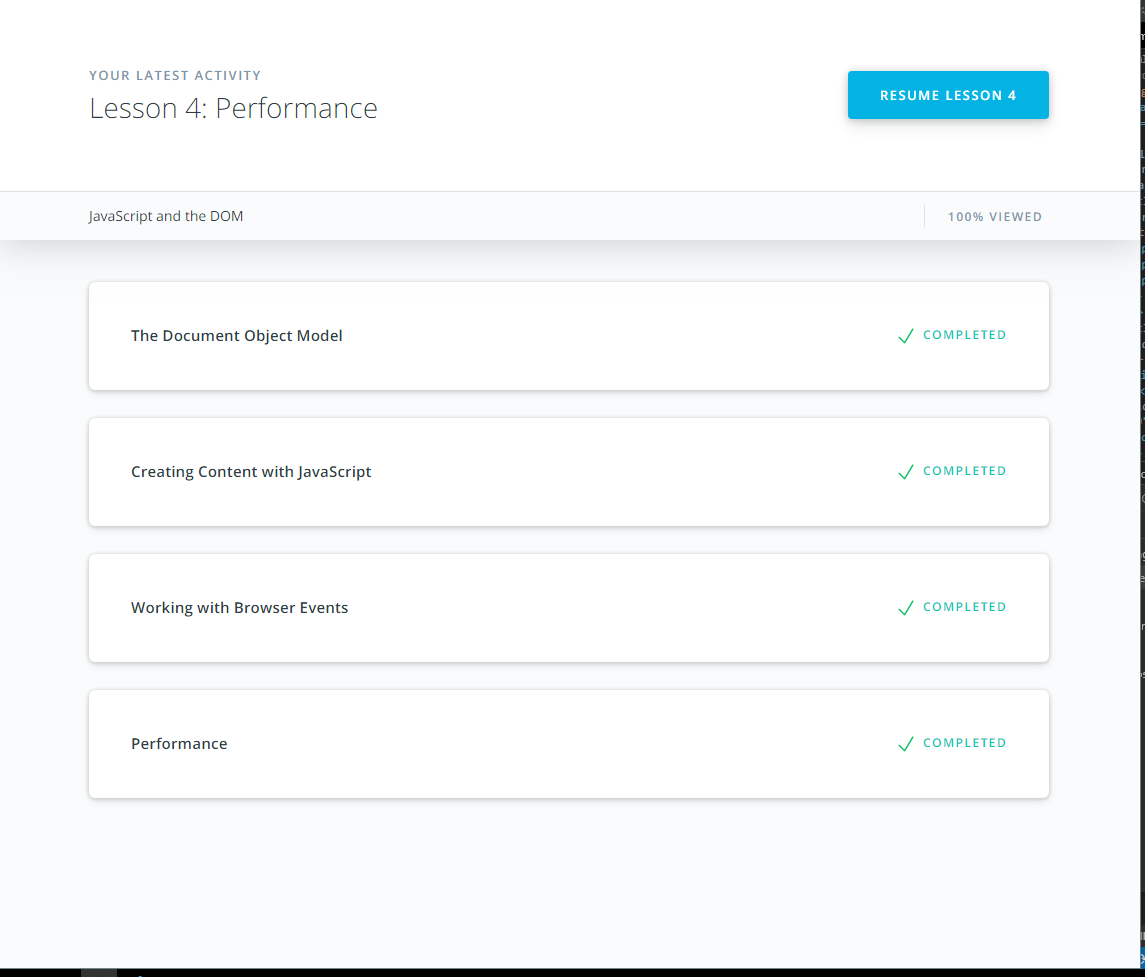 YOUR LATEST ACTIVITY
Lesson 4: Performance
RESUME LESSON 4
JavaScript and the DOM
100% VIEWED
The Document Object Model
COMPLETED
Creating Content with JavaScript
COMPLETED
Working with Browser Events
COMPLETED
Performance
COMPLETED